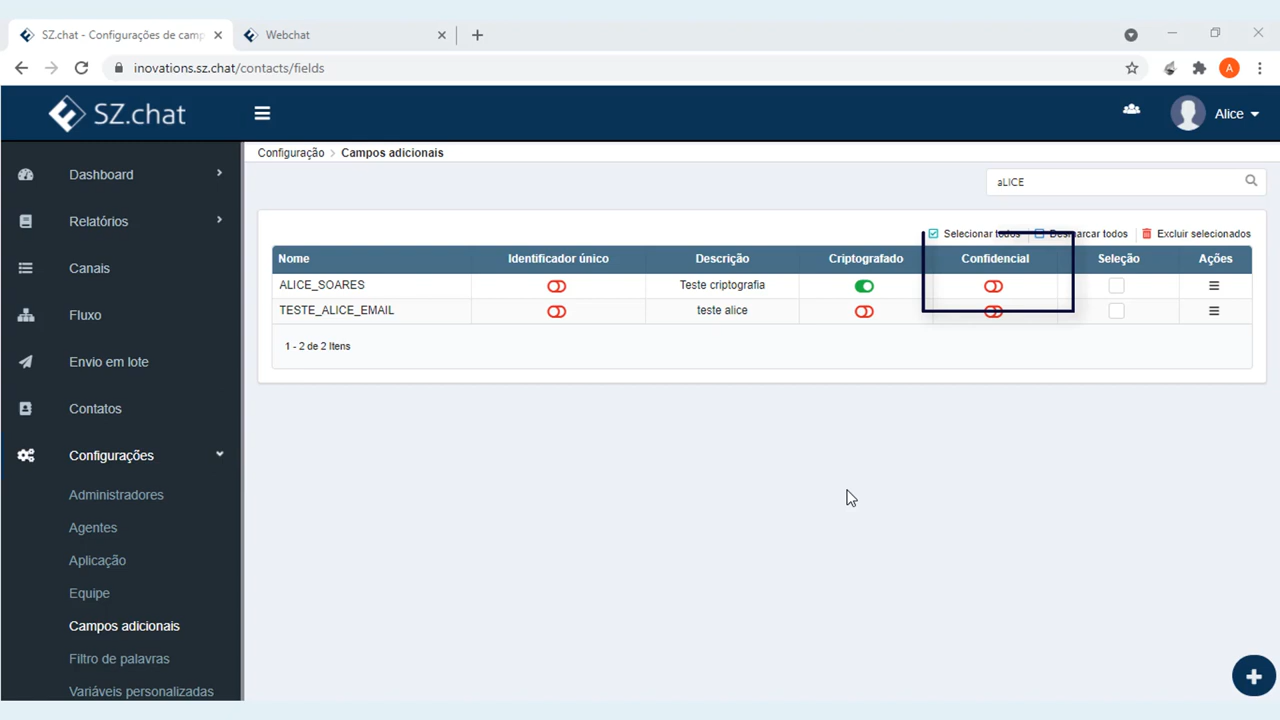 SZ.chat - Configurações de camp
Webchat
inovations.sz.chat/contacts/fields
A
SZ.chat
Alice
Configuração > Campos adicionais
aLICE
Selecionar todos
Desmarcar todos
Excluir selecionados
Nome Identificador único Descrição Criptografado Confidencial Seleção Ações
ALICE_SOARES Teste criptografia
TESTE_ALICE_EMAIL teste alice
1 - 2 de 2 Itens
Dashboard
Relatórios
Canais
Fluxo
Envio em lote
Contatos
Configurações
Administradores
Agentes
Aplicação
Equipe
Campos adicionais
Filtro de palavras
Variáveis personalizadas